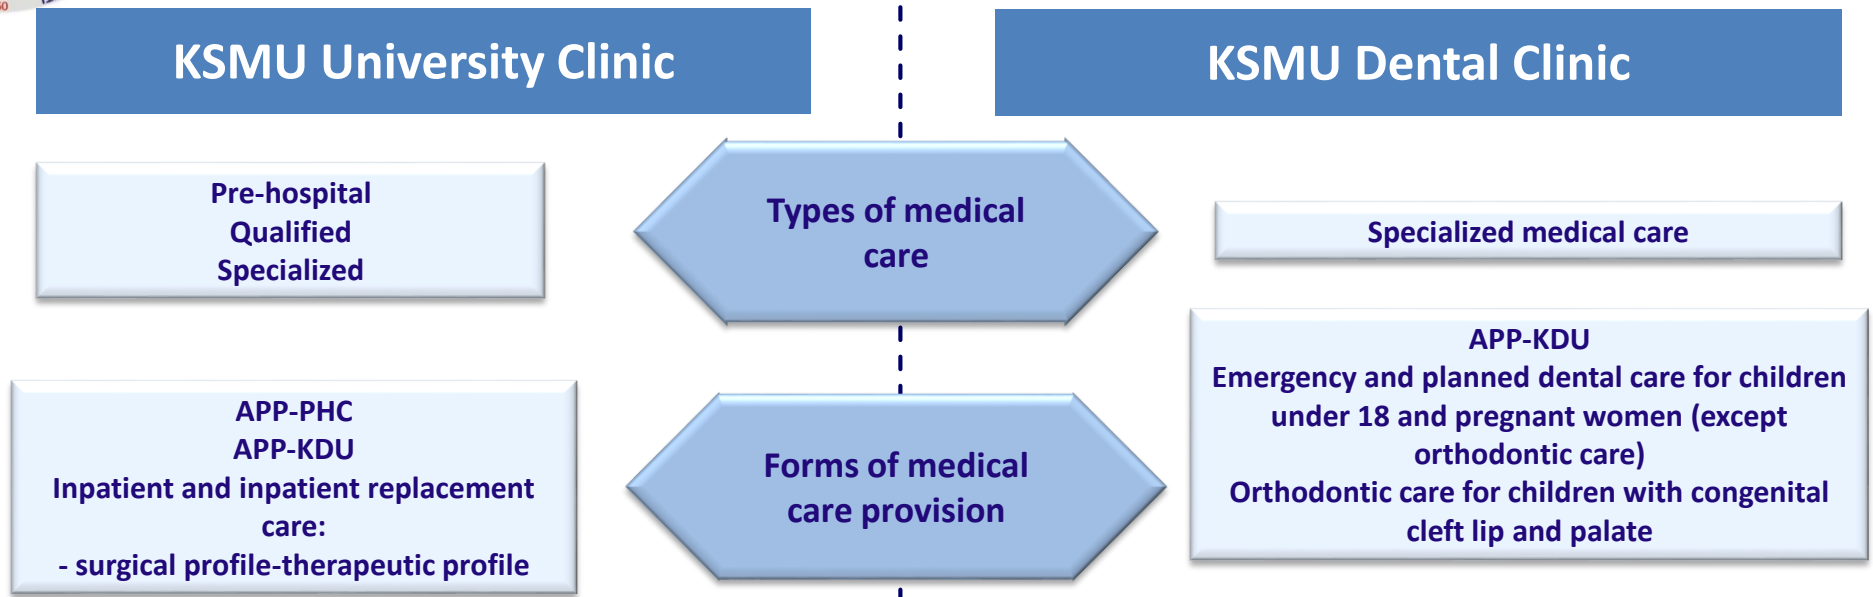 KSMU University Clinic
KSMU Dental Clinic
Pre-hospital
Qualified
Specialized
Types of medical
care
Specialized medical care
APP-PHC
APP-KDU
Inpatient and inpatient replacement
care:
- surgical profile-therapeutic profile
Forms of medical
care provision
APP-KDU
Emergency and planned dental care for children
under 18 and pregnant women (except
orthodontic care)
Orthodontic care for children with congenital
cleft lip and palate